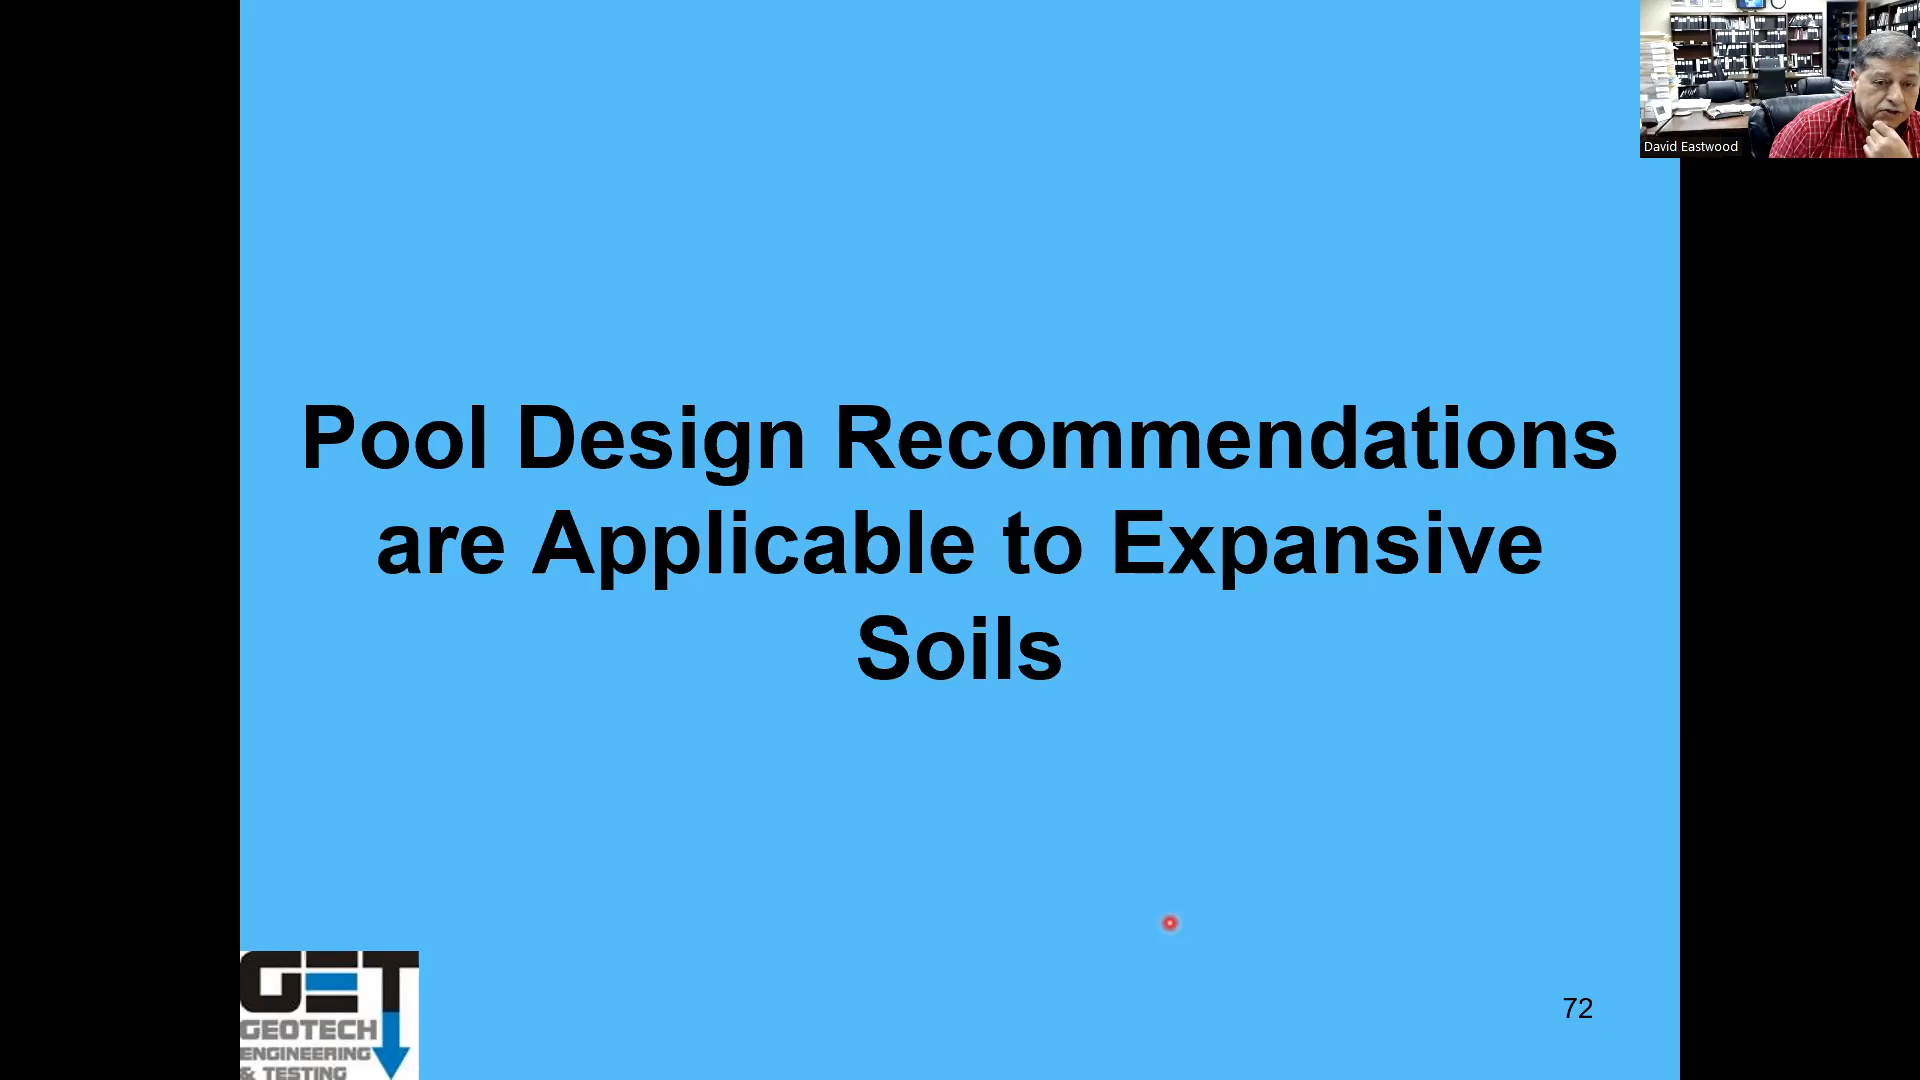 David Eastwood
Pool Design Recommendations
are Applicable to Expansive
Soils
GET
GEOTECH
ENGINEERING
& TESTING
72